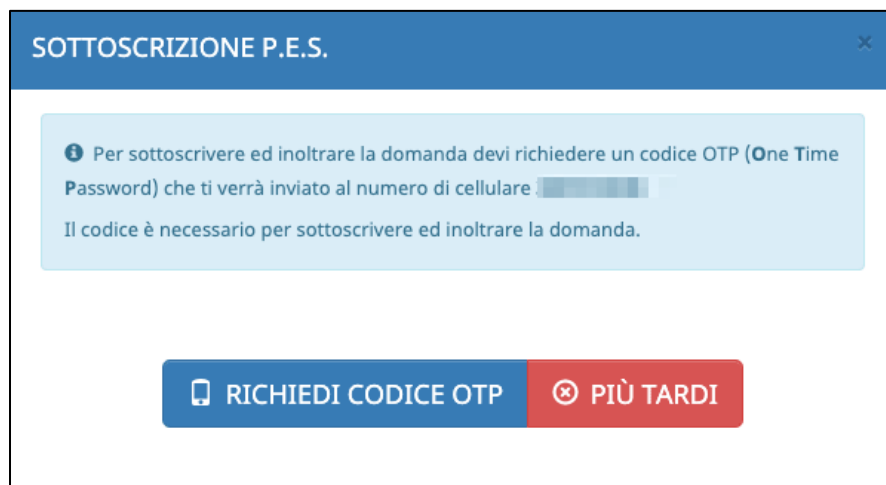 SOTTOSCRIZIONE P.E.S.
×
Per sottoscrivere ed inoltrare la domanda devi richiedere un codice OTP (One Time
Password) che ti verrà inviato al numero di cellulare
Il codice è necessario per sottoscrivere ed inoltrare la domanda.
RICHIEDI CODICE OTP
PIÙ TARDI